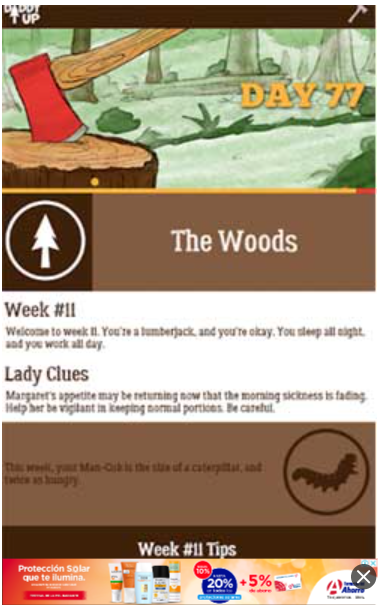 DADDY
UP
DAY 77
The Woods
Week #11
Welcome to week 11. You're a lumberjack, and you're okay. You sleep all night,
and you work all day.
Lady Clues
Margaret's appetite may be returning now that the morning sickness is fading.
Help her be vigilant in keeping normal portions. Be careful.
This week, your Man-Cub is the size of a caterpillar, and
twice as hungry.
Week #11 Tips
Protección Solar
que te ilumina.
10%
20%
+5%
Ahorro